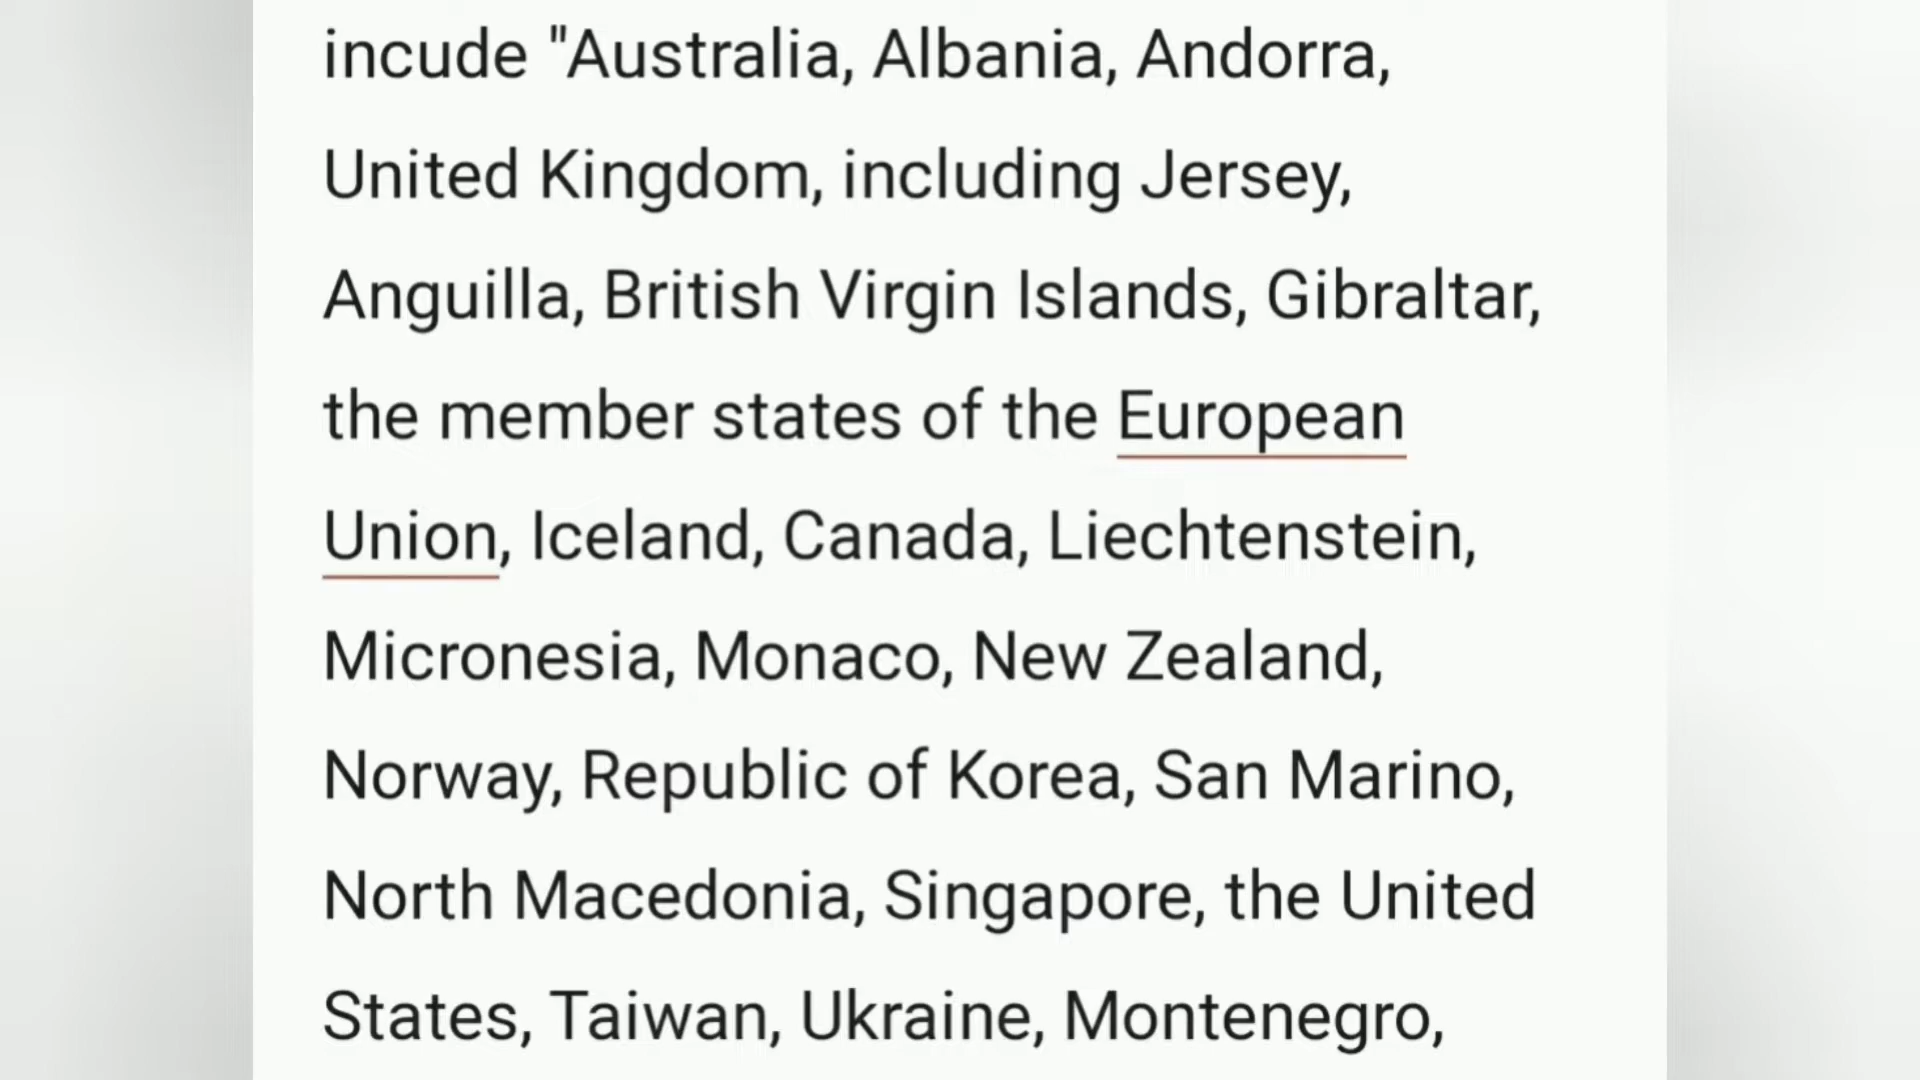 incude "Australia, Albania, Andorra,
United Kingdom, including Jersey,
Anguilla, British Virgin Islands, Gibraltar,
the member states of the European
Union, Iceland, Canada, Liechtenstein,
Micronesia, Monaco, New Zealand,
Norway, Republic of Korea, San Marino,
North Macedonia, Singapore, the United
States, Taiwan, Ukraine, Montenegro,